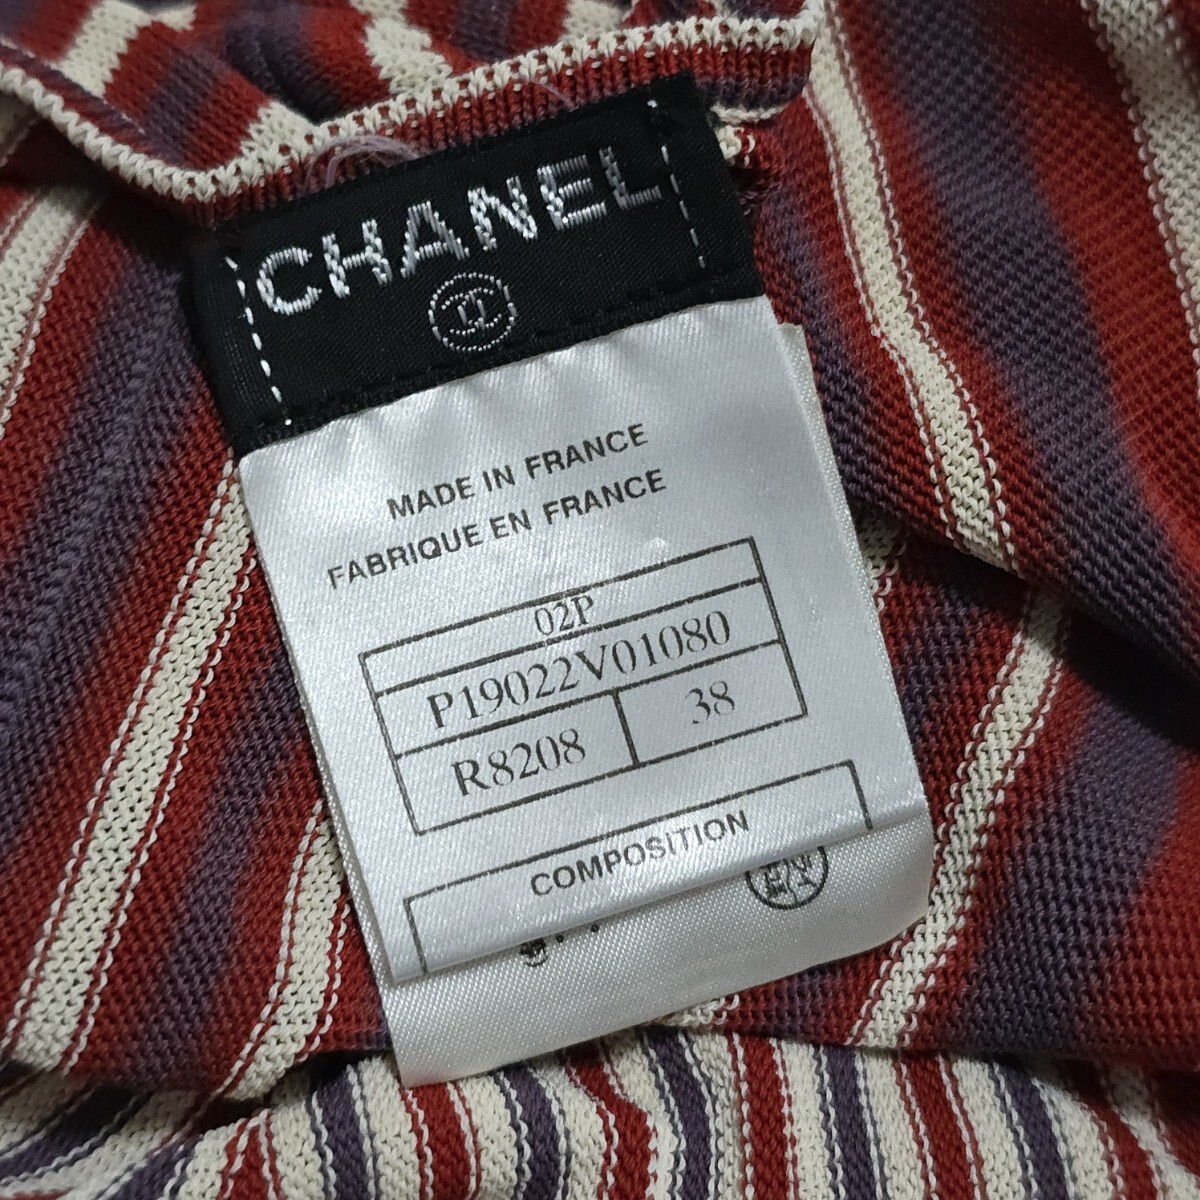 CHANEL
MADE IN FRANCE
FABRIQUE EN FRANCE
02P
P19022V01080
R8208 38
COMPOSITION